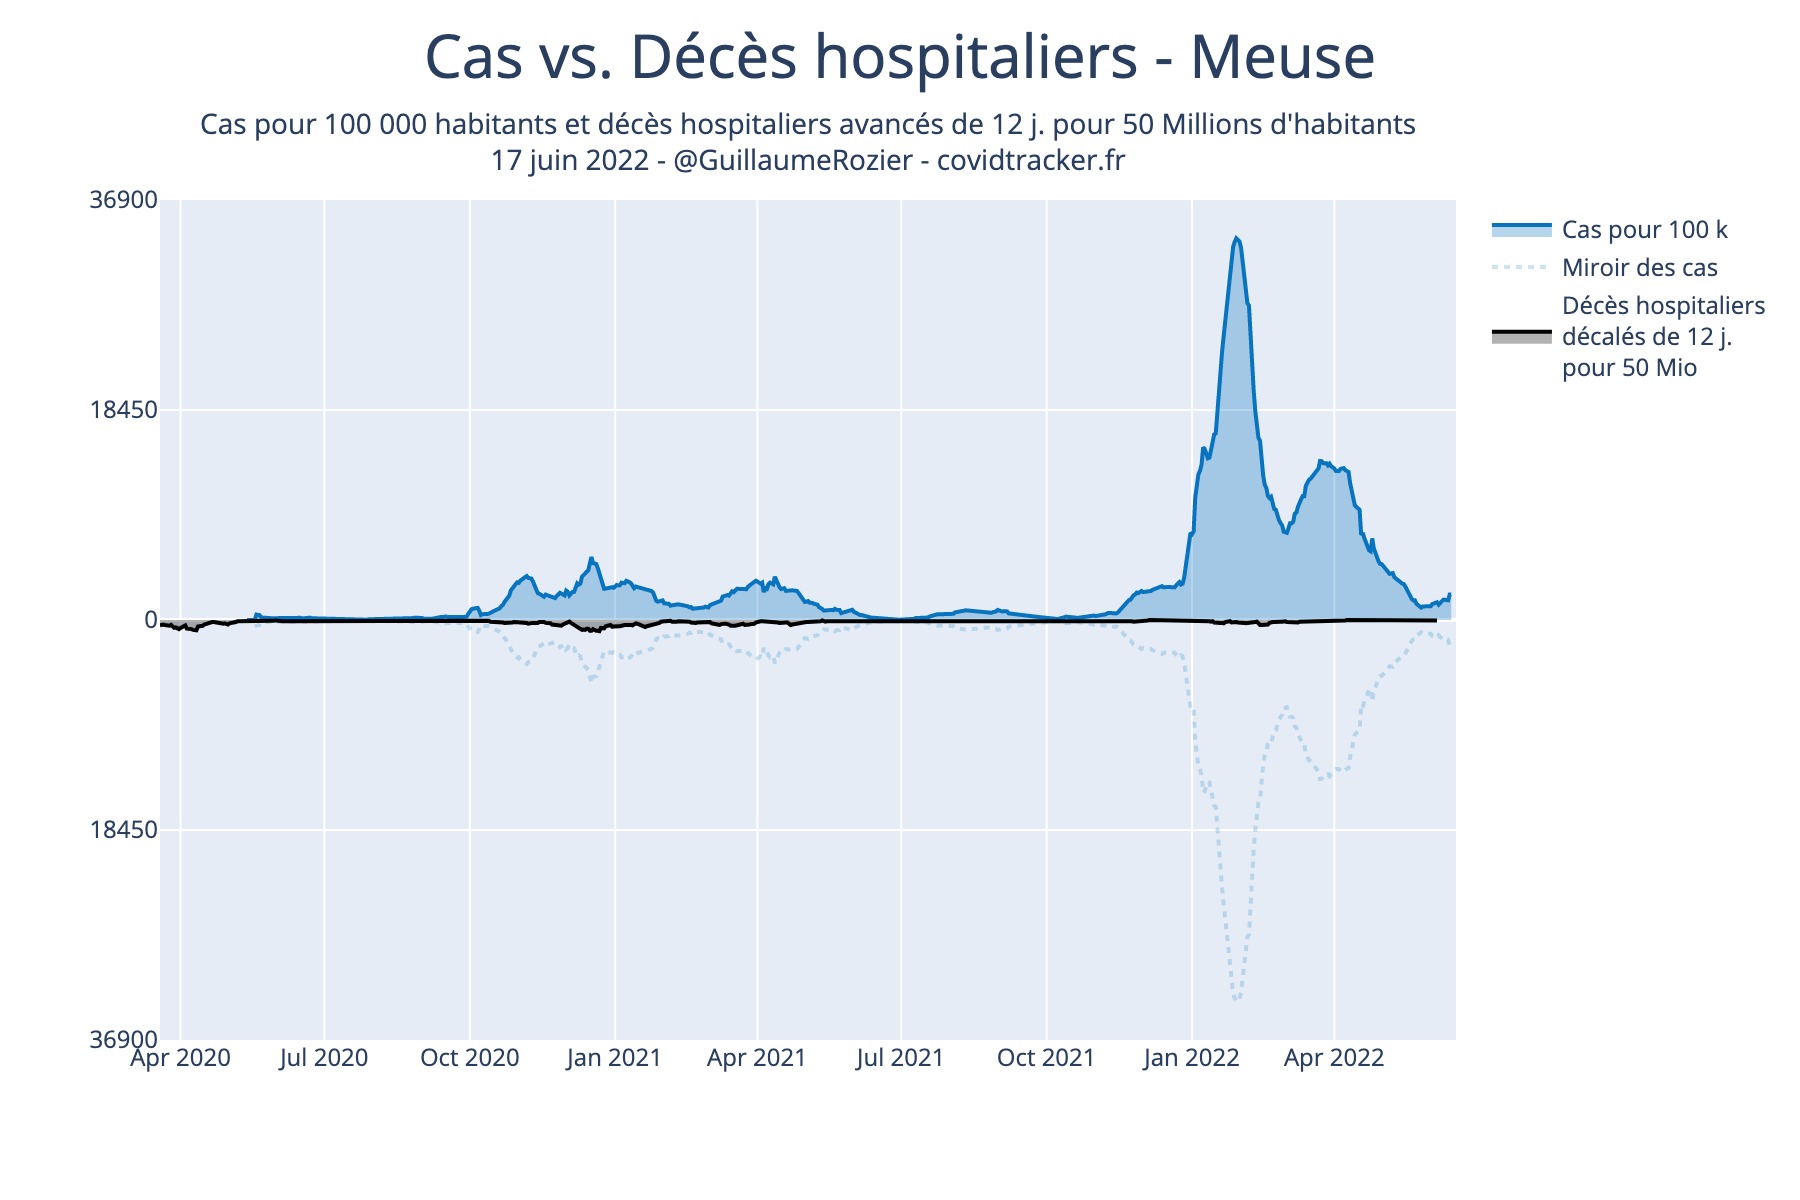 Cas vs. Décès hospitaliers - Meuse
Cas pour 100 000 habitants et décès hospitaliers avancés de 12 j. pour 50 Millions d'habitants
17 juin 2022 - @GuillaumeRozier - covidtracker.fr
36900
18450
0
18450
36900
Apr 2020
Jul 2020
Oct 2020
Jan 2021
Apr 2021
Jul 2021
Oct 2021
Jan 2022
Apr 2022
Cas pour 100 k
Miroir des cas
Décès hospitaliers
décalés de 12 j.
pour 50 Mio